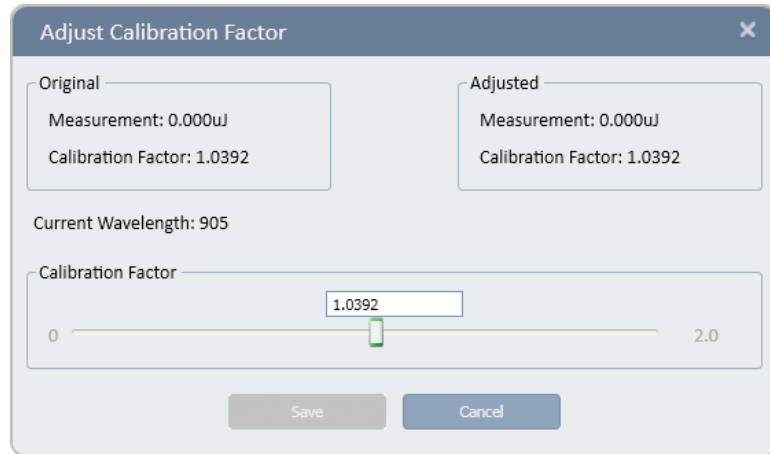 Adjust Calibration Factor
Original
Measurement: 0.000uJ
Calibration Factor: 1.0392
Adjusted
Measurement: 0.000uJ
Calibration Factor: 1.0392
Current Wavelength: 905
Calibration Factor
1.0392
0
2.0
Save
Cancel